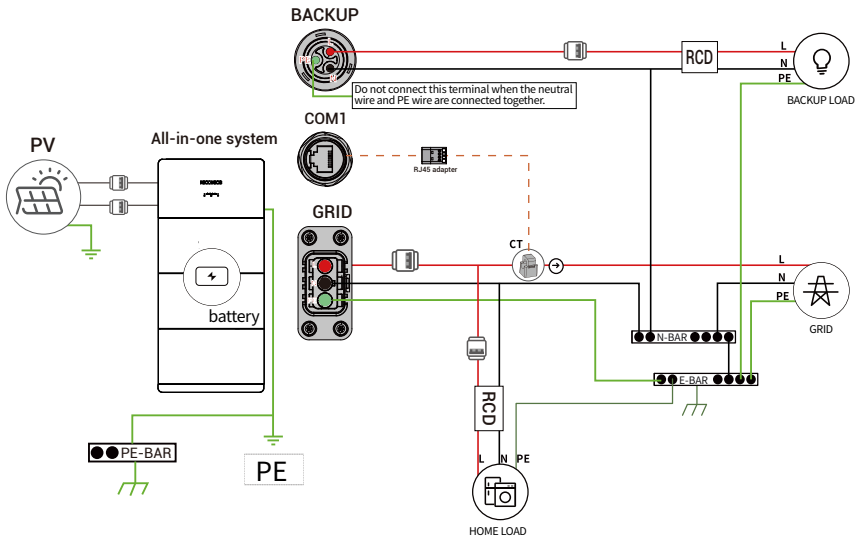 BACKUP
L
PE
RCD
L
N
PE
BACKUP LOAD
Do not connect this terminal when the neutral
wire and PE wire are connected together.
COM1
RJ45 adapter
PV
All-in-one system
battery
GRID
CT
L
N
PE
GRID
N-BAR
E-BAR
RCD
L N PE
HOME LOAD
PE-BAR
PE